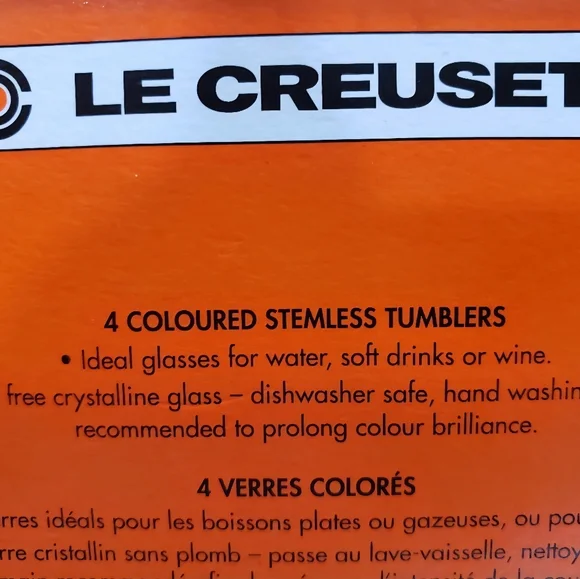 LE CREUSET
4 COLOURED STEMLESS TUMBLERS
• Ideal glasses for water, soft drinks or wine.
free crystalline glass – dishwasher safe, hand washin
recommended to prolong colour brilliance.
4 VERRES COLORÉS
rres idéals pour les boissons plates ou gazeuses, ou pou
rre cristallin sans plomb – passe au lave-vaisselle, nettoy